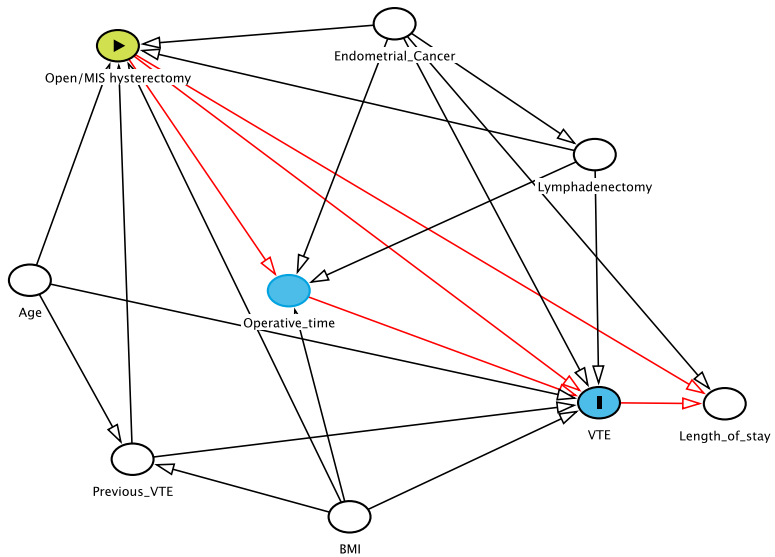 Endometrial_Cancer
Open/MIS hysterectomy
Lymphadenectomy
Age
Operative_time
VTE
Length_of_stay
Previous_VTE
BMI